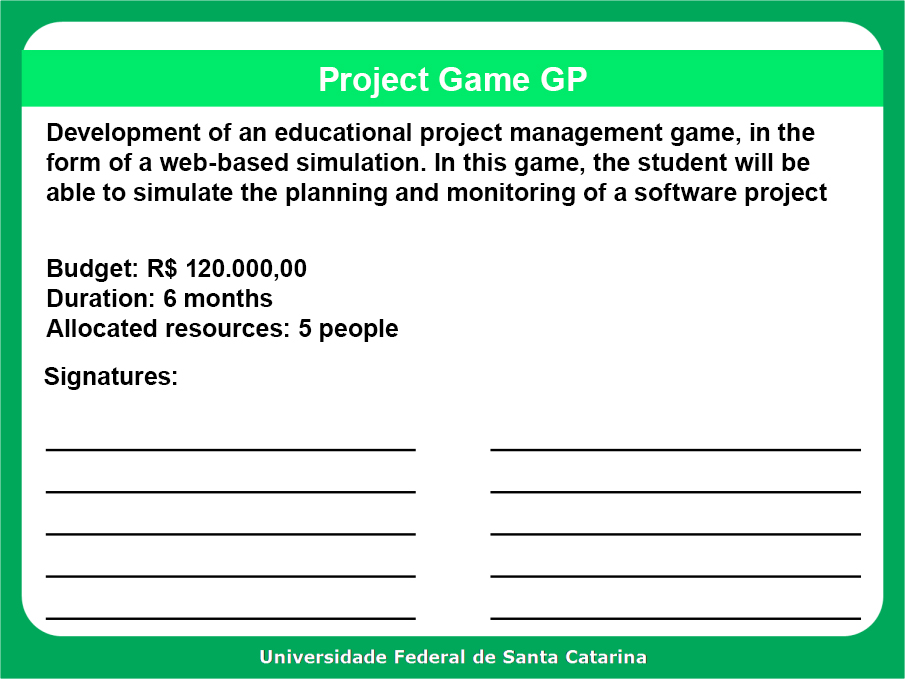 Project Game GP
Development of an educational project management game, in the
form of a web-based simulation. In this game, the student will be
able to simulate the planning and monitoring of a software project
Budget: R$ 120.000,00
Duration: 6 months
Allocated resources: 5 people
Signatures:
Universidade Federal de Santa Catarina